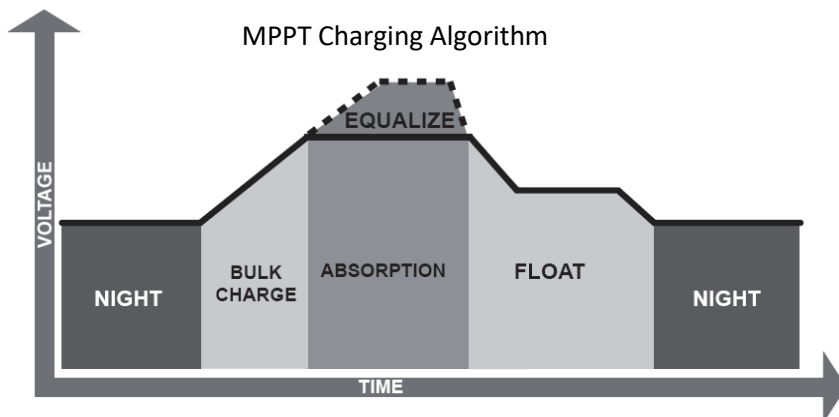 MPPT Charging Algorithm
EQUALIZE
VOLTAGE
NIGHT
BULK
CHARGE
ABSORPTION
FLOAT
NIGHT
TIME